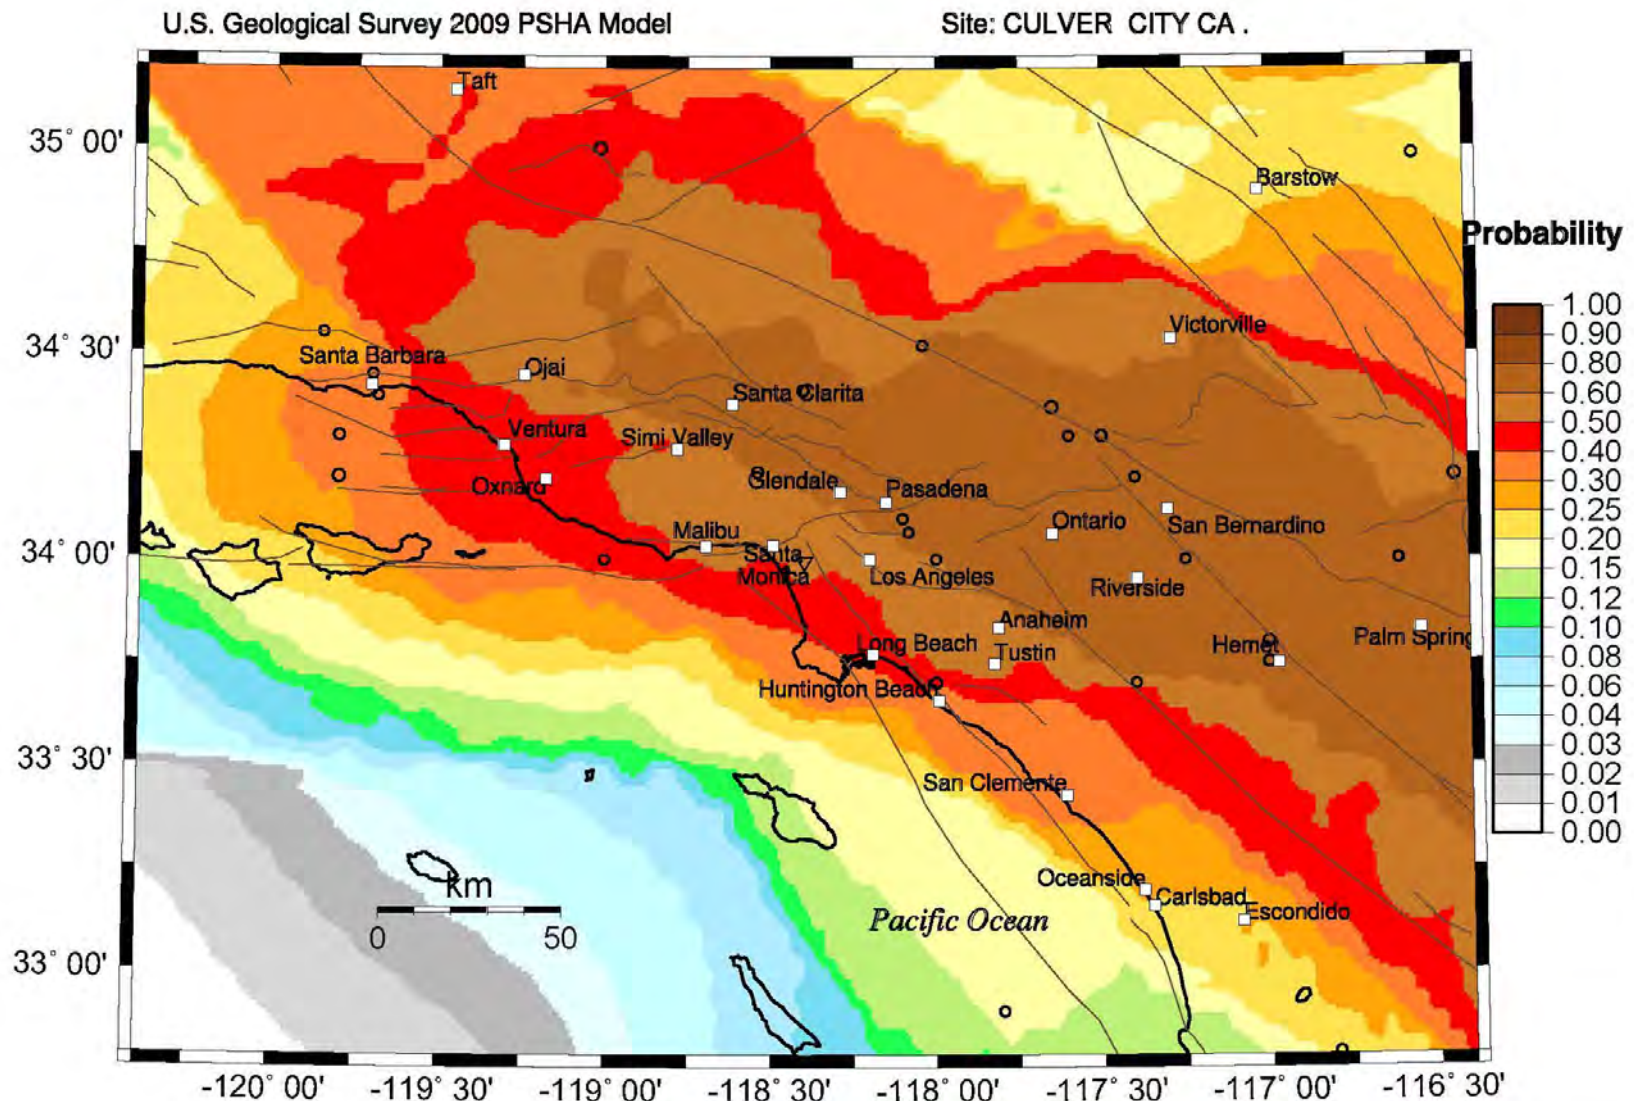 U.S. Geological Survey 2009 PSHA Model Site: CULVER CITY CA .
Taft
35° 00'
Barstow
Probability
1.00
0.90
0.80
0.60
0.50
0.40
0.30
0.25
0.20
0.15
0.12
0.10
0.08
0.06
0.04
0.03
0.02
0.01
0.00
Victorville
34° 30'
Santa Barbara
Ojai
Santa Clarita
Ventura
Simi Valley
Glendale
Pasadena
Oxnard
Ontario
San Bernardino
Malibu
34° 00'
Santa
Monica
Los Angeles
Riverside
Anaheim
Long Beach
Tustin
Hemet
Palm Spring
Huntington Beach
33° 30'
San Clemente
km
0 50
Oceanside
Carlsbad
Escondido
Pacific Ocean
33° 00'
-120° 00' -119° 30' -119° 00' -118° 30' -118° 00' -117° 30' -117° 00' -116° 30'